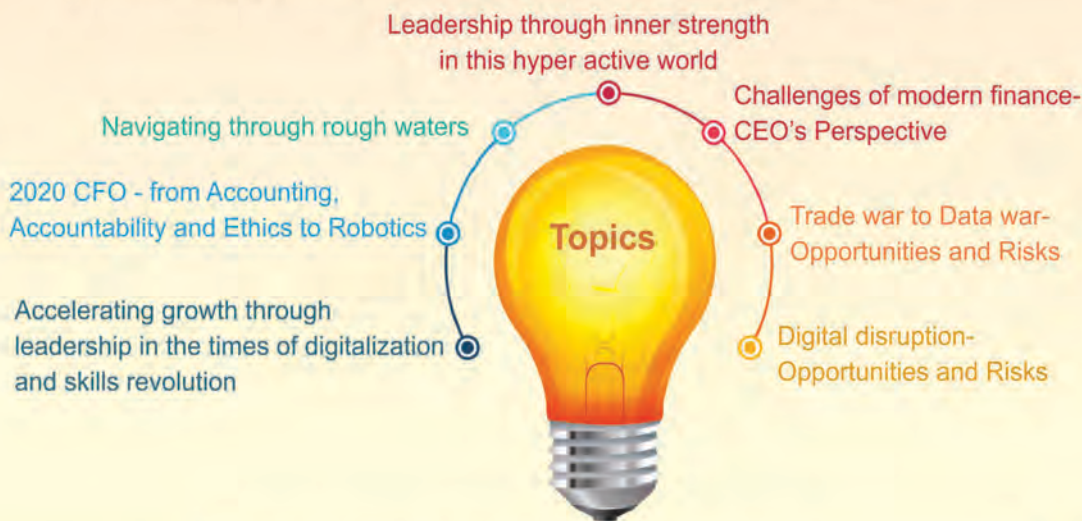 Leadership through inner strength
in this hyper active world
Challenges of modern finance-
CEO's Perspective
Navigating through rough waters
2020 CFO - from Accounting,
Accountability and Ethics to Robotics
Topics
Trade war to Data war-
Opportunities and Risks
Accelerating growth through
leadership in the times of digitalization
and skills revolution
Digital disruption-
Opportunities and Risks